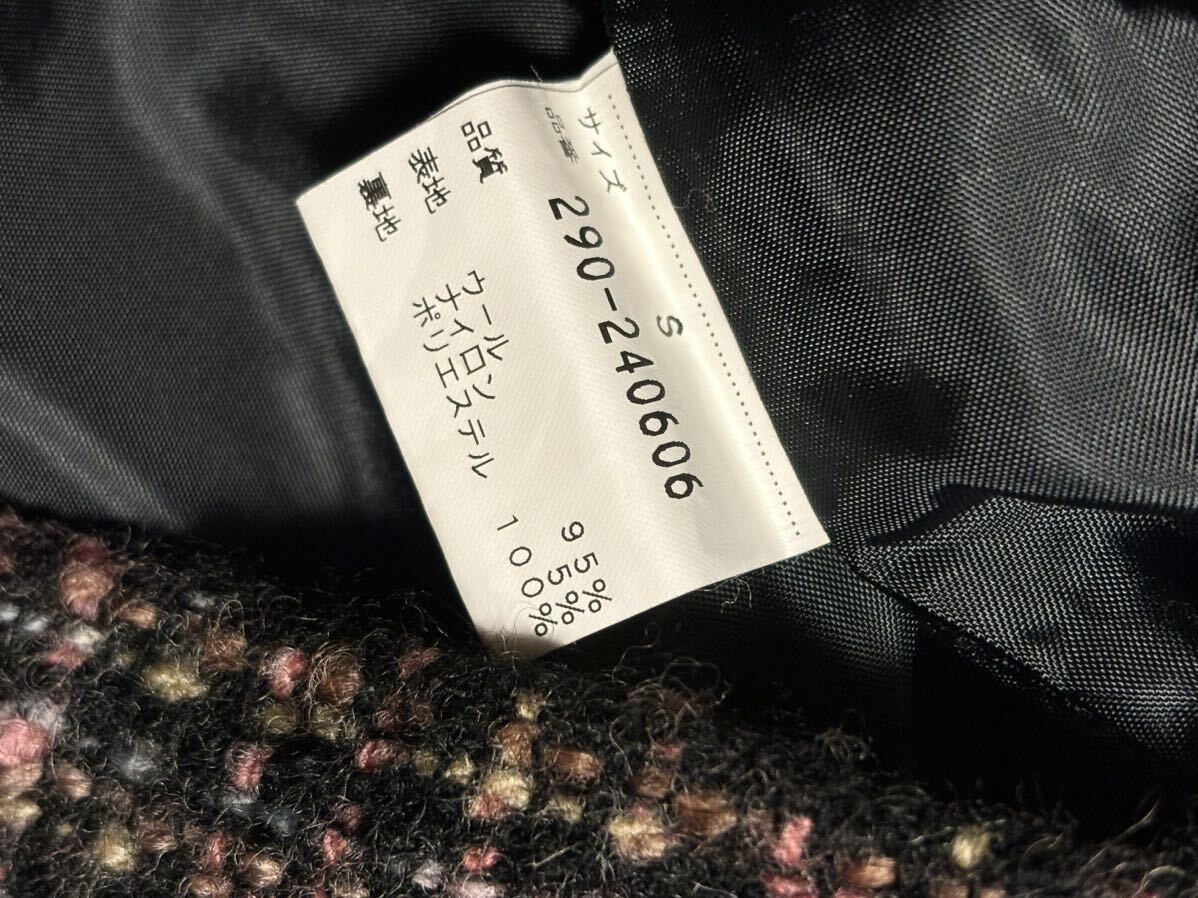 サイズ S
品番 290-240606
品質
表地 ウール 95%
ナイロン 5%
裏地 ポリエステル 100%